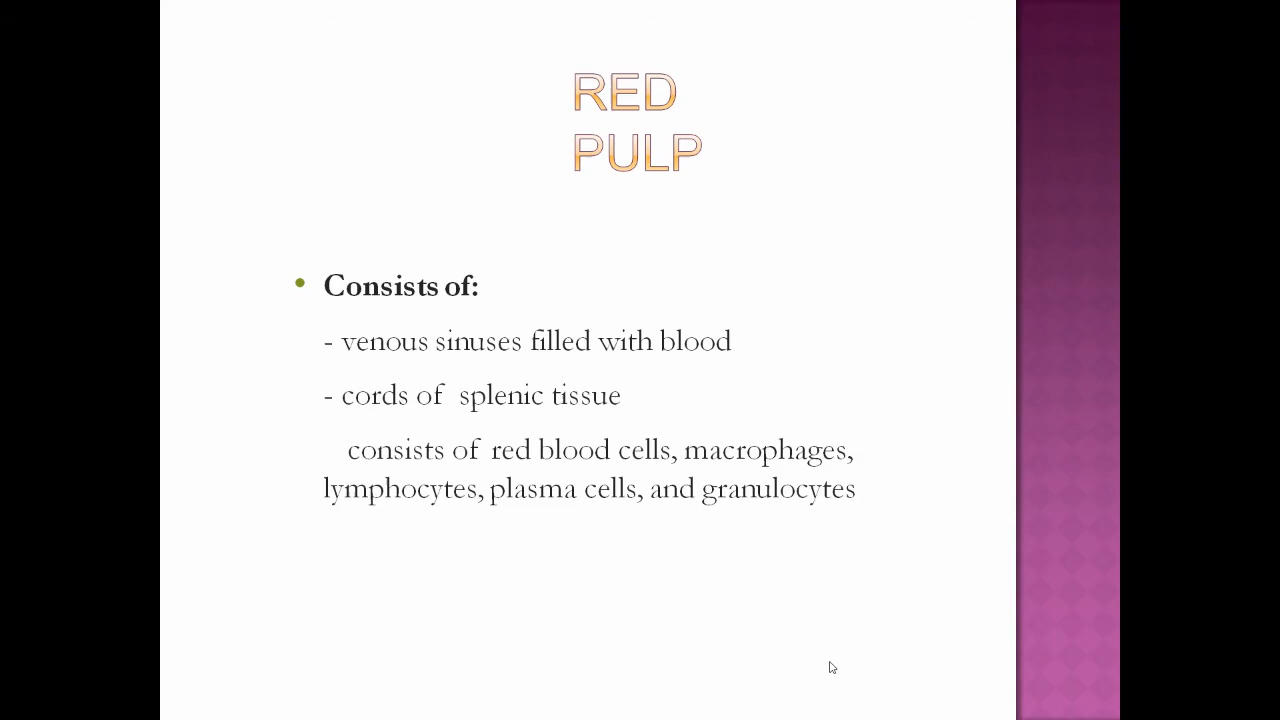 RED
PULP
• Consists of:
- venous sinuses filled with blood
- cords of splenic tissue
consists of red blood cells, macrophages,
lymphocytes, plasma cells, and granulocytes